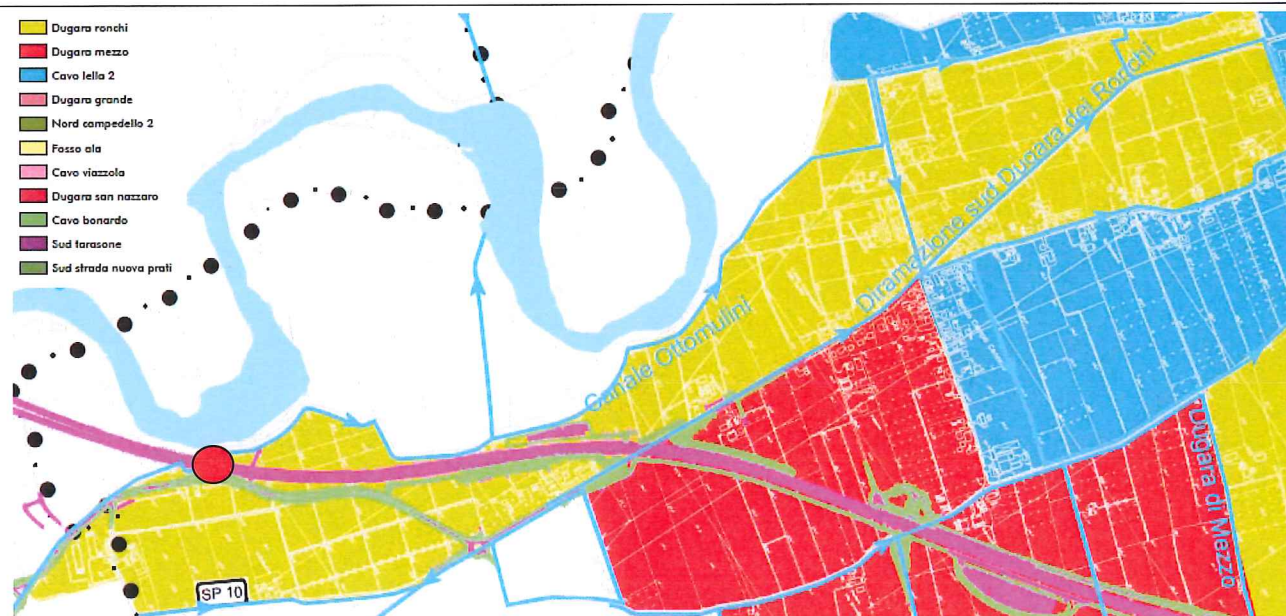 Dugara ronchi
Dugara mezzo
Cavo lella 2
Dugara grande
Nord campedello 2
Fosso ala
Cavo viazzola
Dugara san nazzaro
Cavo bonardo
Sud tarasone
Sud strada nuova prati
Canale Ottomulini
Diramazione sud Dugara dei Ronchi
Dugara di Mezzo
SP 10